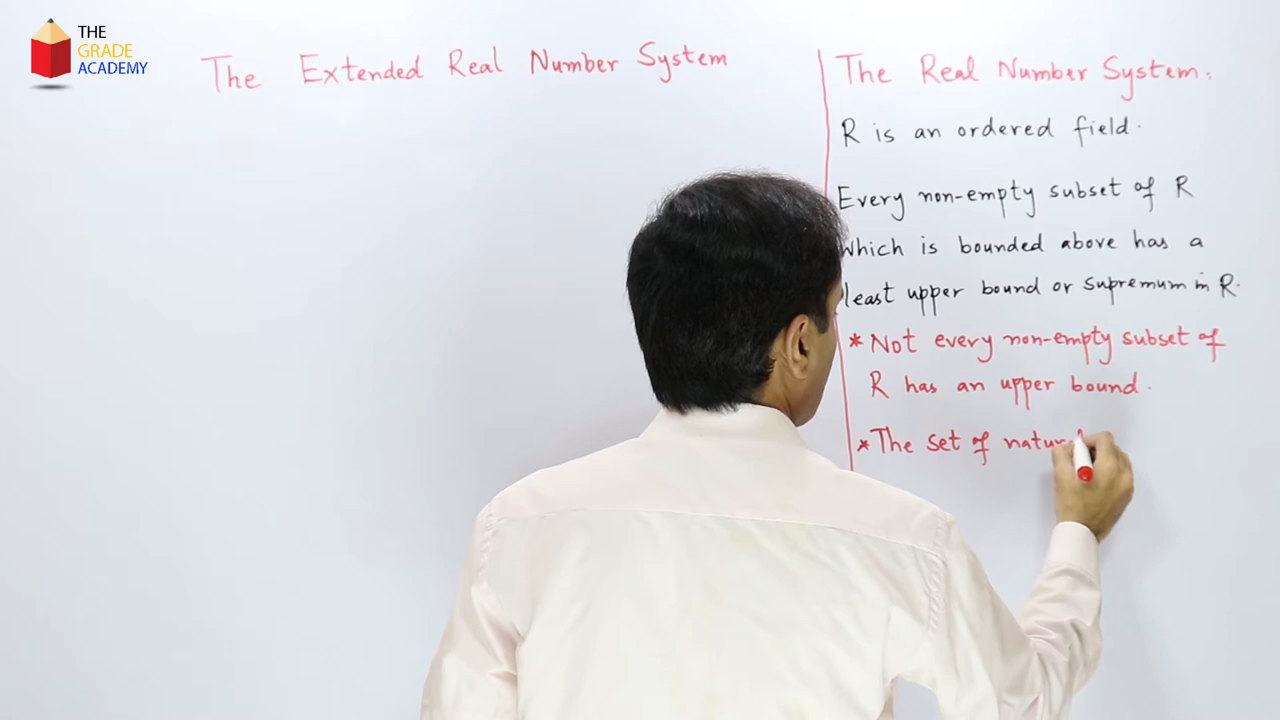 THE
GRADE
ACADEMY
The Extended Real Number System
The Real Number System.
R is an ordered field.
Every non-empty subset of R
which is bounded above has a
least upper bound or supremum in R.
* Not every non-empty subset of
R has an upper bound.
* The set of natur